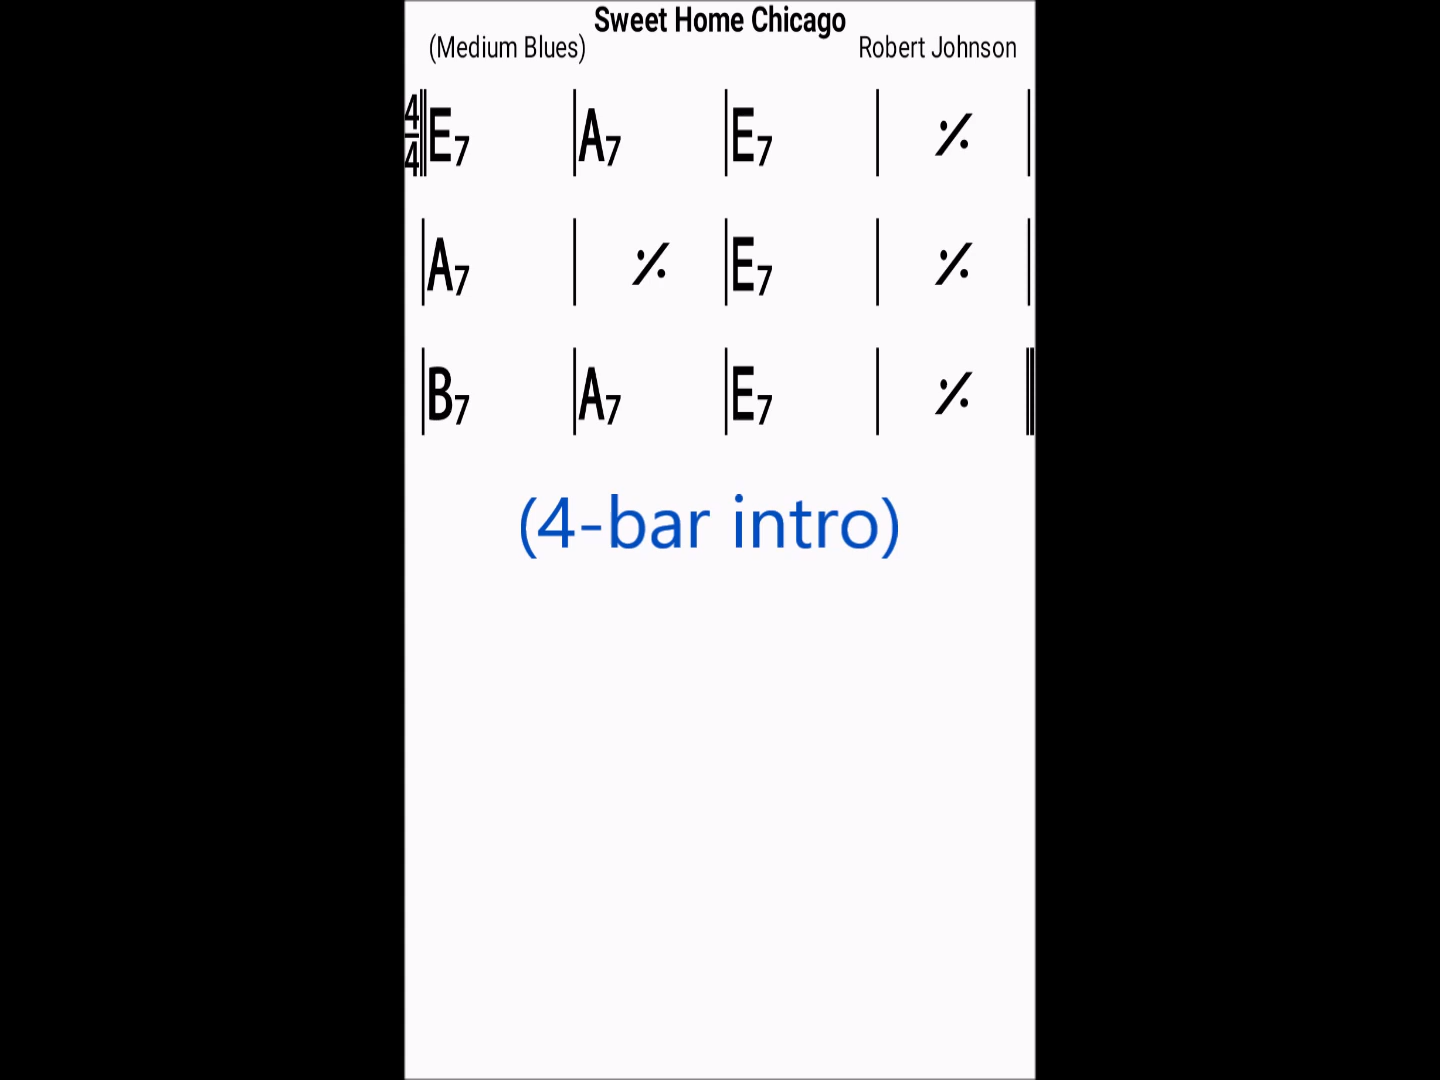 Sweet Home Chicago
(Medium Blues) Robert Johnson
4/4 E7 A7 E7 𝄎
A7 𝄎 E7 𝄎
B7 A7 E7 𝄎
(4-bar intro)